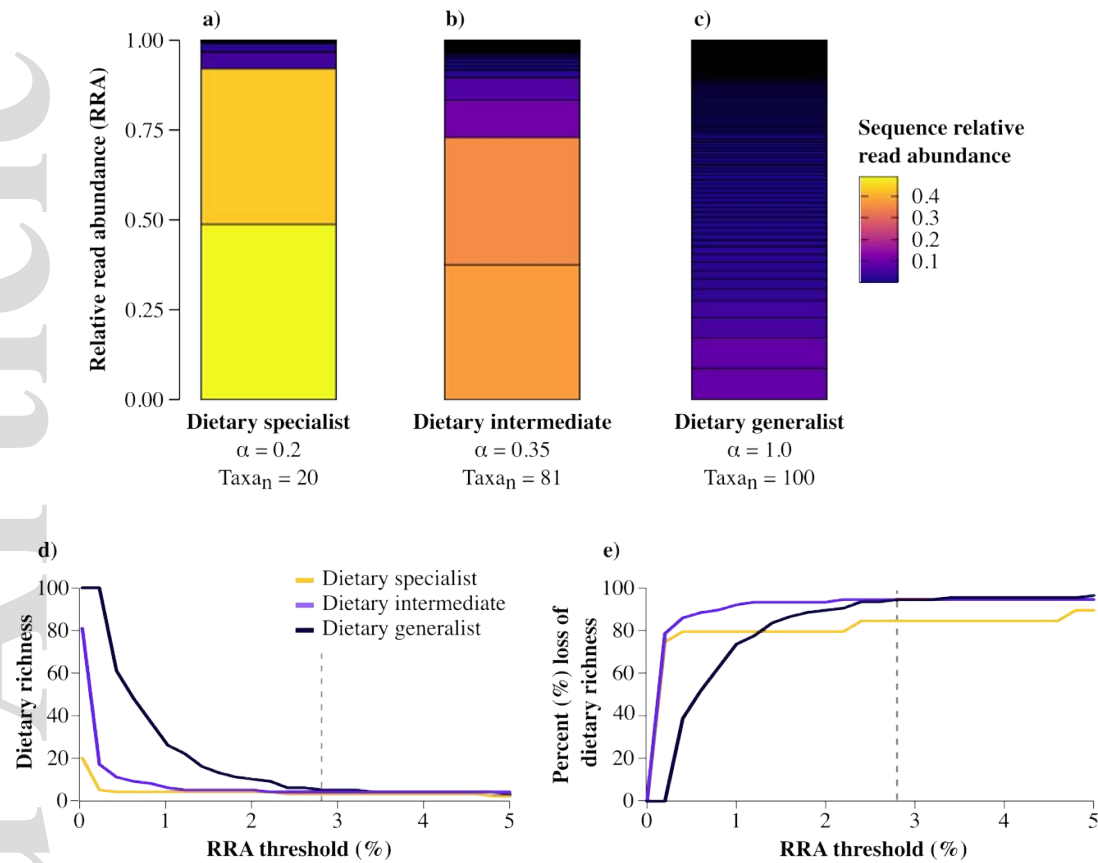 a)
b)
c)
Relative read abundance (RRA)
1.00
0.75
0.50
0.25
0.00
Dietary specialist
α = 0.2
Taxan = 20
Dietary intermediate
α = 0.35
Taxan = 81
Dietary generalist
α = 1.0
Taxan = 100
Sequence relative
read abundance
0.4
0.3
0.2
0.1
d)
Dietary richness
100
80
60
40
20
0
0 1 2 3 4 5
RRA threshold (%)
Dietary specialist
Dietary intermediate
Dietary generalist
e)
Percent (%) loss of
dietary richness
100
80
60
40
20
0
0 1 2 3 4 5
RRA threshold (%)